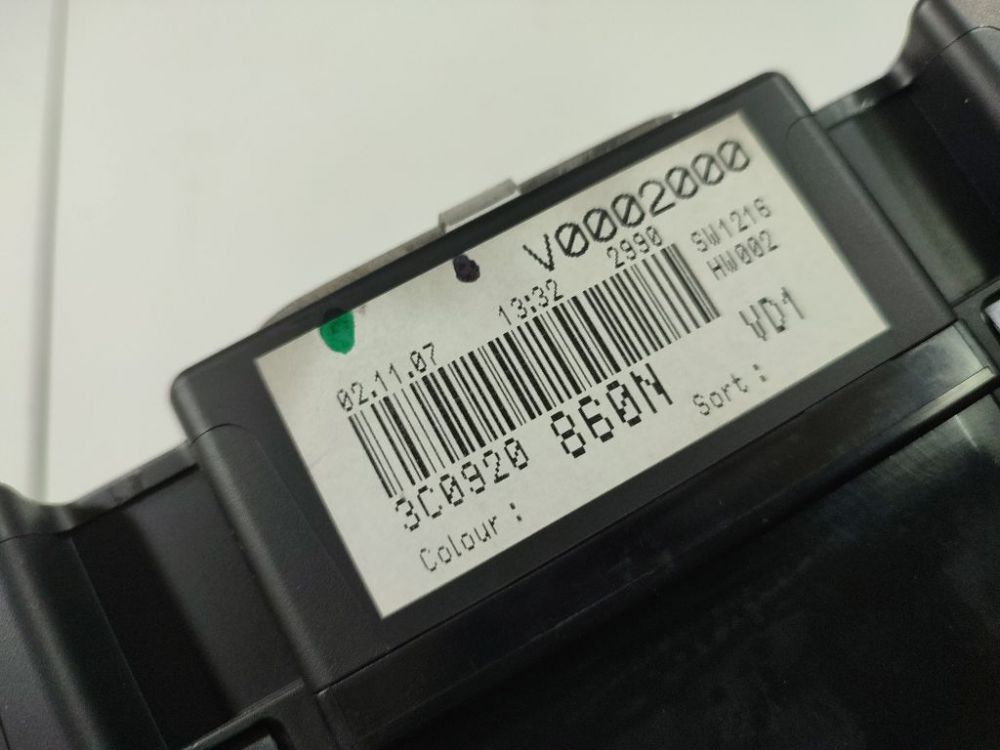 V0002000
02.11.07 13:32 2990 SW1216
HW002
3C0920 860N VD1
Colour: Sort: